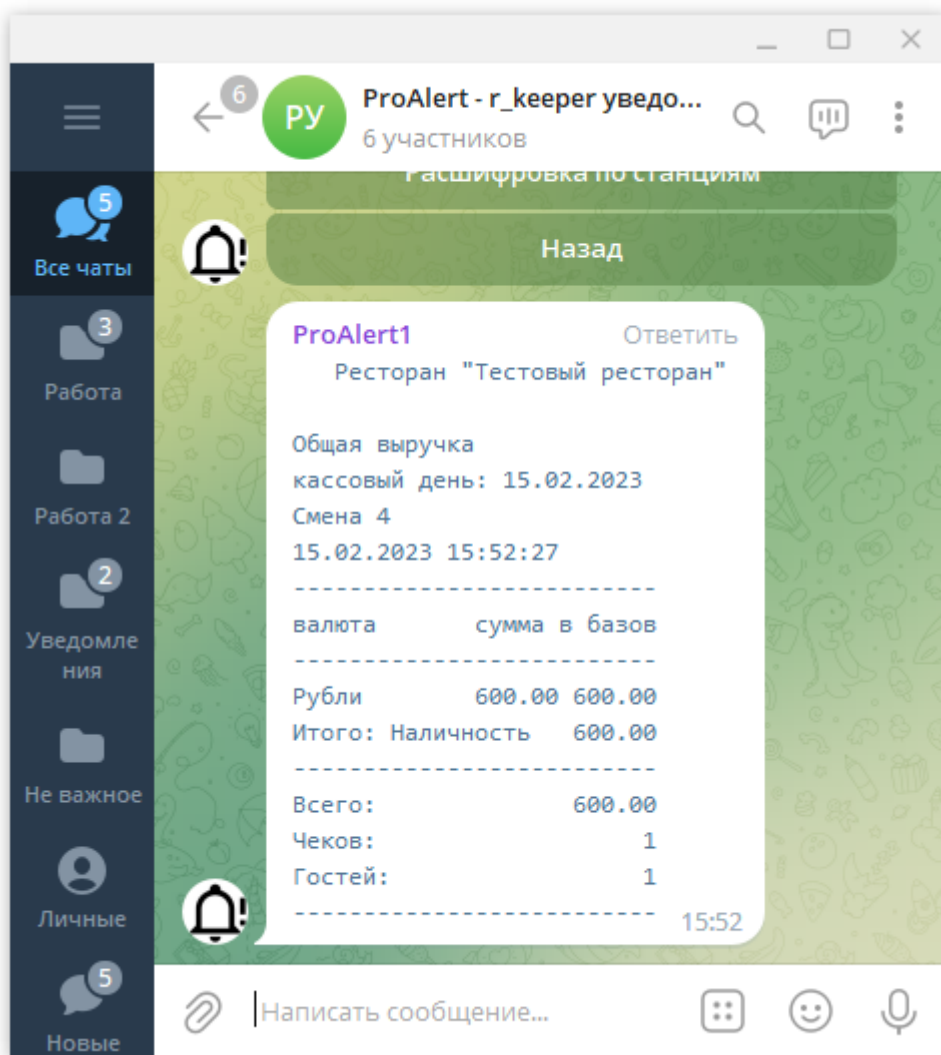 6
РУ
ProAlert - r_keeper уведо...
6 участников
5
Все чаты
3
Работа
Работа 2
2
Уведомле
ния
Не важное
Личные
5
Новые
Расшифровка по станциям
Назад
ProAlert1 Ответить
Ресторан "Тестовый ресторан"
Общая выручка
кассовый день: 15.02.2023
Смена 4
15.02.2023 15:52:27
--------------------------
валюта сумма в базов
--------------------------
Рубли 600.00 600.00
Итого: Наличность 600.00
--------------------------
Всего: 600.00
Чеков: 1
Гостей: 1
--------------------------
15:52
Написать сообщение...